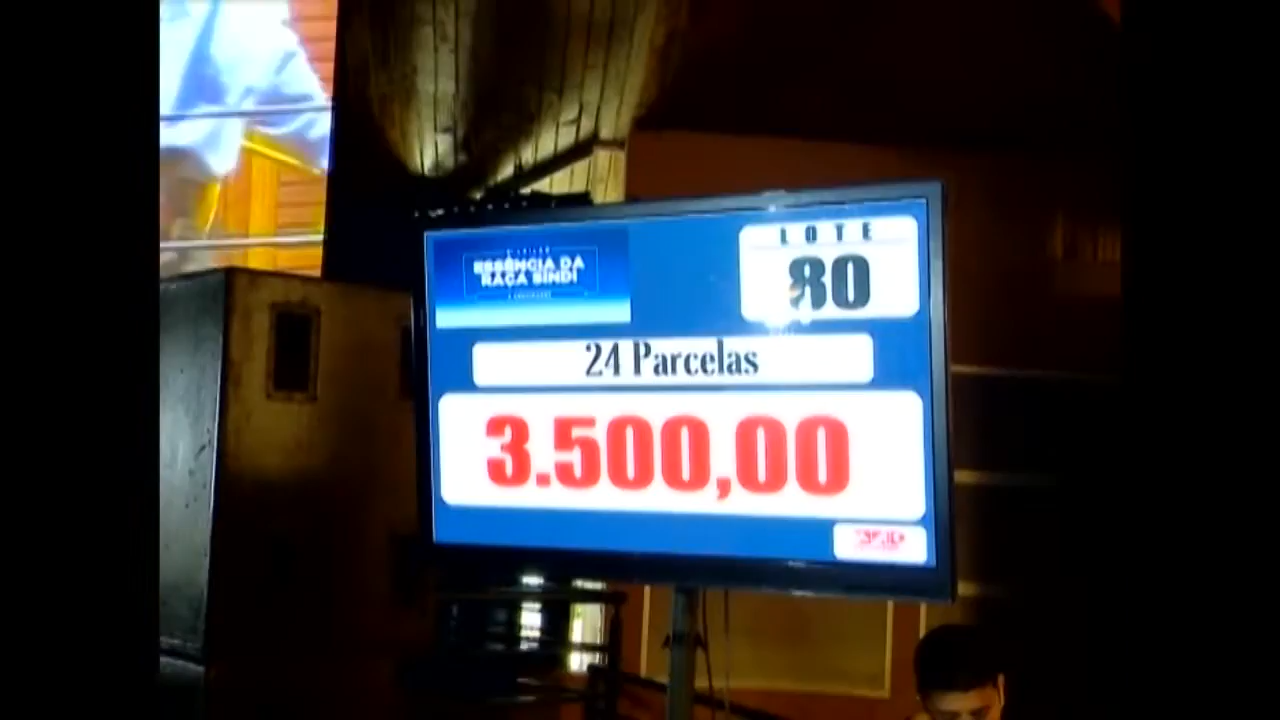 ESSÊNCIA DA
RAÇA SINDI
LOTE
80
24 Parcelas
3.500,00